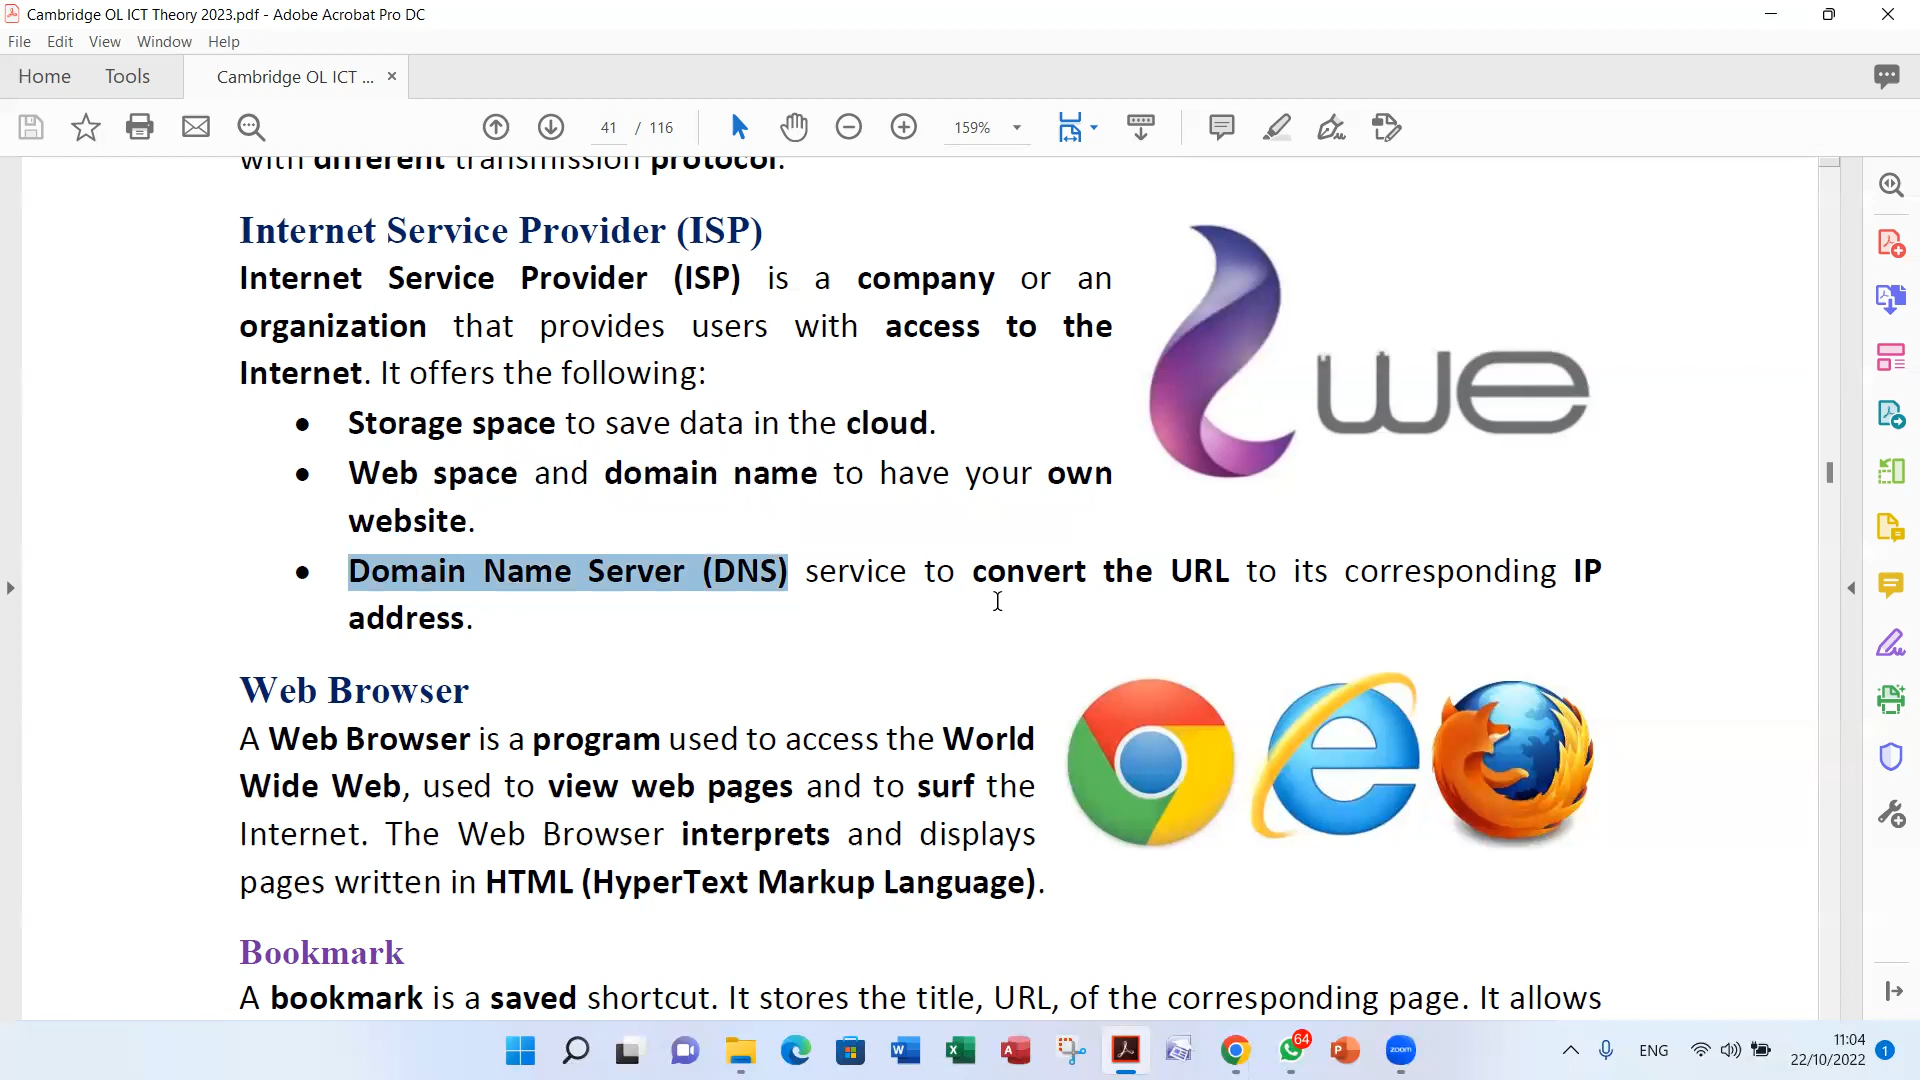 Cambridge OL ICT Theory 2023.pdf - Adobe Acrobat Pro DC
File Edit View Window Help
Home Tools Cambridge OL ICT ... ×
41 / 116 159%
with different transmission protocol.
Internet Service Provider (ISP)
Internet Service Provider (ISP) is a company or an
organization that provides users with access to the
Internet. It offers the following:
• Storage space to save data in the cloud.
• Web space and domain name to have your own
website.
• Domain Name Server (DNS) service to convert the URL to its corresponding IP
address.
we
Web Browser
A Web Browser is a program used to access the World
Wide Web, used to view web pages and to surf the
Internet. The Web Browser interprets and displays
pages written in HTML (HyperText Markup Language).
Bookmark
A bookmark is a saved shortcut. It stores the title, URL, of the corresponding page. It allows
64
zoom
ENG
11:04
22/10/2022
1